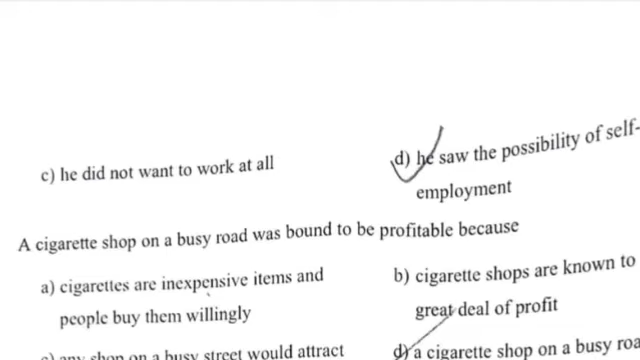 c) he did not want to work at all
d) he saw the possibility of self-
employment
A cigarette shop on a busy road was bound to be profitable because
a) cigarettes are inexpensive items and
people buy them willingly
b) cigarette shops are known to
great deal of profit
any shop on a busy street would attract
d) a cigarette shop on a busy